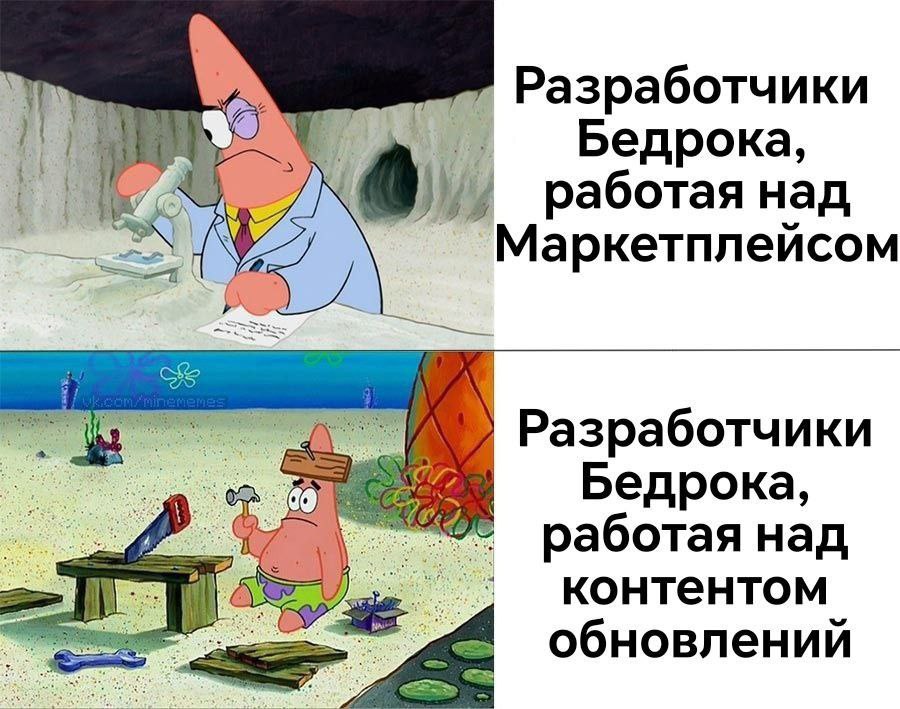 Разработчики
Бедрока,
работая над
Маркетплейсом
vk.com/minememes
Разработчики
Бедрока,
работая над
контентом
обновлений